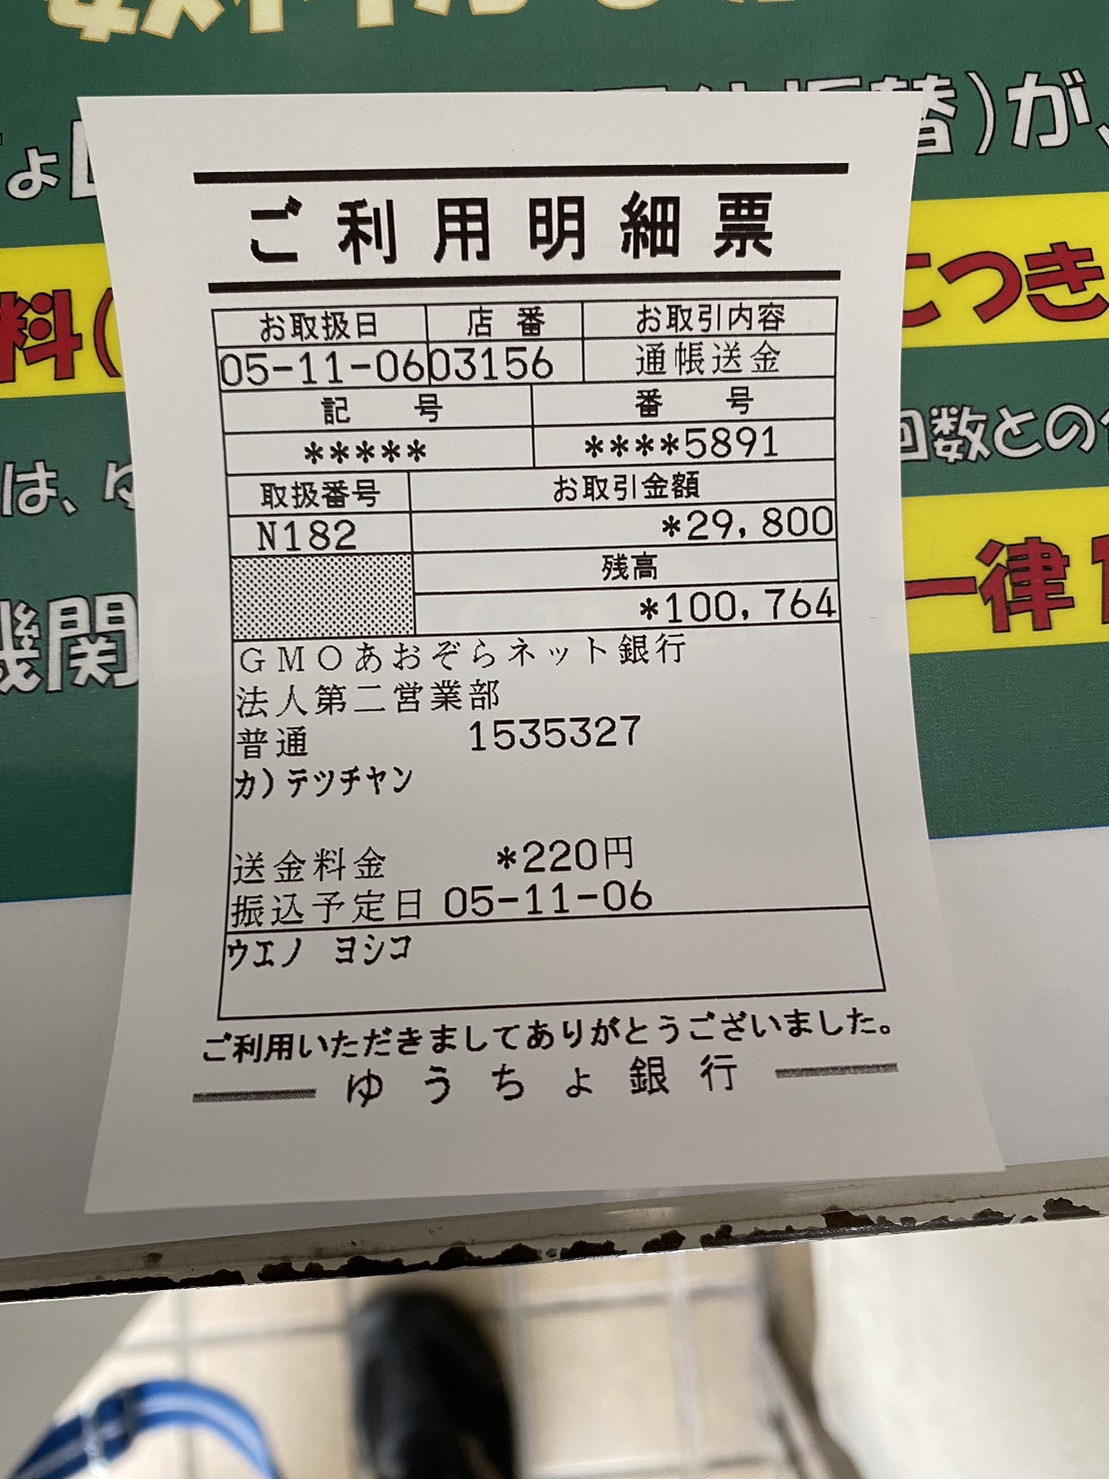 替)が、
ご利用明細票
料(
につき
お取扱日 店番 お取引内容
05-11-06 03156 通帳送金
記号 番号
***** ****5891
回数との
は、ゆ
取扱番号 お取引金額
N182 *29,800
残高
*100,764
一律
機関
GMOあおぞらネット銀行
法人第二営業部
普通 1535327
カ)テツチヤン
送金料金 *220円
振込予定日 05-11-06
ウエノ ヨシコ
ご利用いただきましてありがとうございました。
ゆうちょ銀行